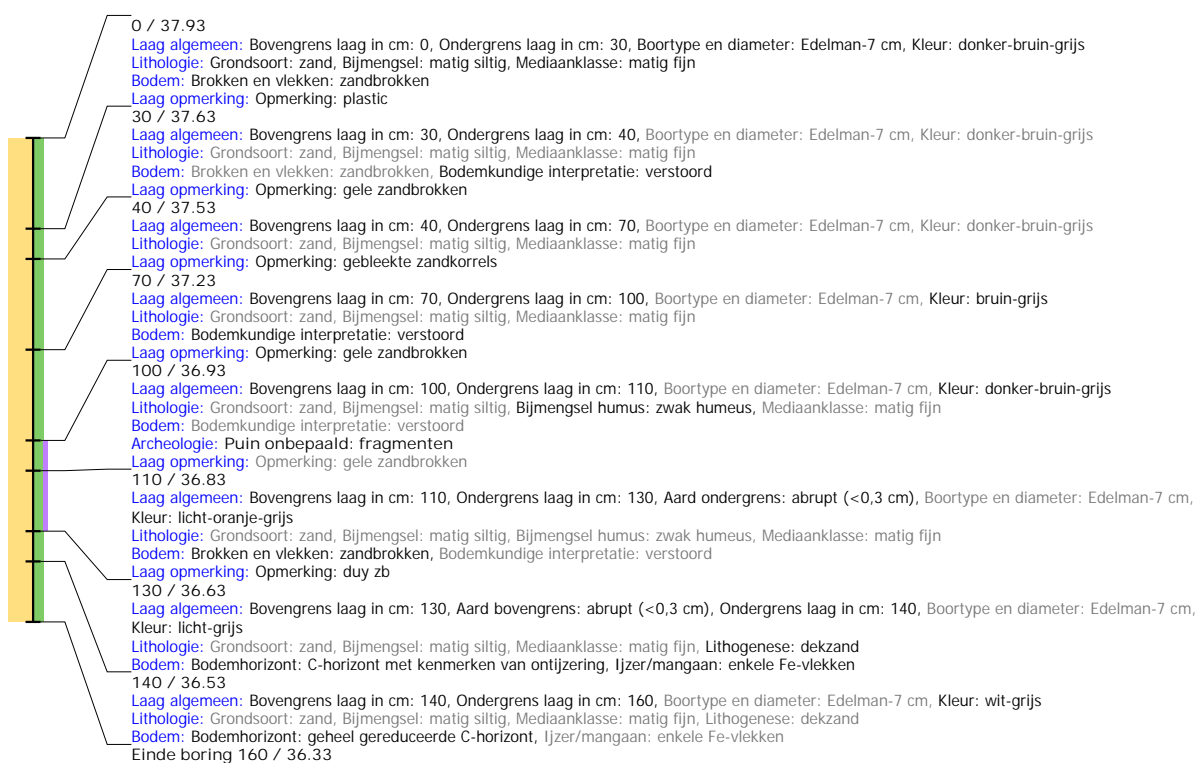 0 / 37.93
Laag algemeen: Bovengrens laag in cm: 0, Ondergrens laag in cm: 30, Boortype en diameter: Edelman-7 cm, Kleur: donker-bruin-grijs
Lithologie: Grondsoort: zand, Bijmengsel: matig siltig, Mediaanklasse: matig fijn
Bodem: Brokken en vlekken: zandbrokken
Laag opmerking: Opmerking: plastic
30 / 37.63
Laag algemeen: Bovengrens laag in cm: 30, Ondergrens laag in cm: 40, Boortype en diameter: Edelman-7 cm, Kleur: donker-bruin-grijs
Lithologie: Grondsoort: zand, Bijmengsel: matig siltig, Mediaanklasse: matig fijn
Bodem: Brokken en vlekken: zandbrokken, Bodemkundige interpretatie: verstoord
Laag opmerking: Opmerking: gele zandbrokken
40 / 37.53
Laag algemeen: Bovengrens laag in cm: 40, Ondergrens laag in cm: 70, Boortype en diameter: Edelman-7 cm, Kleur: donker-bruin-grijs
Lithologie: Grondsoort: zand, Bijmengsel: matig siltig, Mediaanklasse: matig fijn
Laag opmerking: Opmerking: gebleekte zandkorrels
70 / 37.23
Laag algemeen: Bovengrens laag in cm: 70, Ondergrens laag in cm: 100, Boortype en diameter: Edelman-7 cm, Kleur: bruin-grijs
Lithologie: Grondsoort: zand, Bijmengsel: matig siltig, Mediaanklasse: matig fijn
Bodem: Bodemkundige interpretatie: verstoord
Laag opmerking: Opmerking: gele zandbrokken
100 / 36.93
Laag algemeen: Bovengrens laag in cm: 100, Ondergrens laag in cm: 110, Boortype en diameter: Edelman-7 cm, Kleur: donker-bruin-grijs
Lithologie: Grondsoort: zand, Bijmengsel: matig siltig, Bijmengsel humus: zwak humeus, Mediaanklasse: matig fijn
Bodem: Bodemkundige interpretatie: verstoord
Archeologie: Puin onbepaald: fragmenten
Laag opmerking: Opmerking: gele zandbrokken
110 / 36.83
Laag algemeen: Bovengrens laag in cm: 110, Ondergrens laag in cm: 130, Aard ondergrens: abrupt (<0,3 cm), Boortype en diameter: Edelman-7 cm,
Kleur: licht-oranje-grijs
Lithologie: Grondsoort: zand, Bijmengsel: matig siltig, Bijmengsel humus: zwak humeus, Mediaanklasse: matig fijn
Bodem: Brokken en vlekken: zandbrokken, Bodemkundige interpretatie: verstoord
Laag opmerking: Opmerking: duy zb
130 / 36.63
Laag algemeen: Bovengrens laag in cm: 130, Aard bovengrens: abrupt (<0,3 cm), Ondergrens laag in cm: 140, Boortype en diameter: Edelman-7 cm,
Kleur: licht-grijs
Lithologie: Grondsoort: zand, Bijmengsel: matig siltig, Mediaanklasse: matig fijn, Lithogenese: dekzand
Bodem: Bodemhorizont: C-horizont met kenmerken van ontijzering, Ijzer/mangaan: enkele Fe-vlekken
140 / 36.53
Laag algemeen: Bovengrens laag in cm: 140, Ondergrens laag in cm: 160, Boortype en diameter: Edelman-7 cm, Kleur: wit-grijs
Lithologie: Grondsoort: zand, Bijmengsel: matig siltig, Mediaanklasse: matig fijn, Lithogenese: dekzand
Bodem: Bodemhorizont: geheel gereduceerde C-horizont, Ijzer/mangaan: enkele Fe-vlekken
Einde boring 160 / 36.33